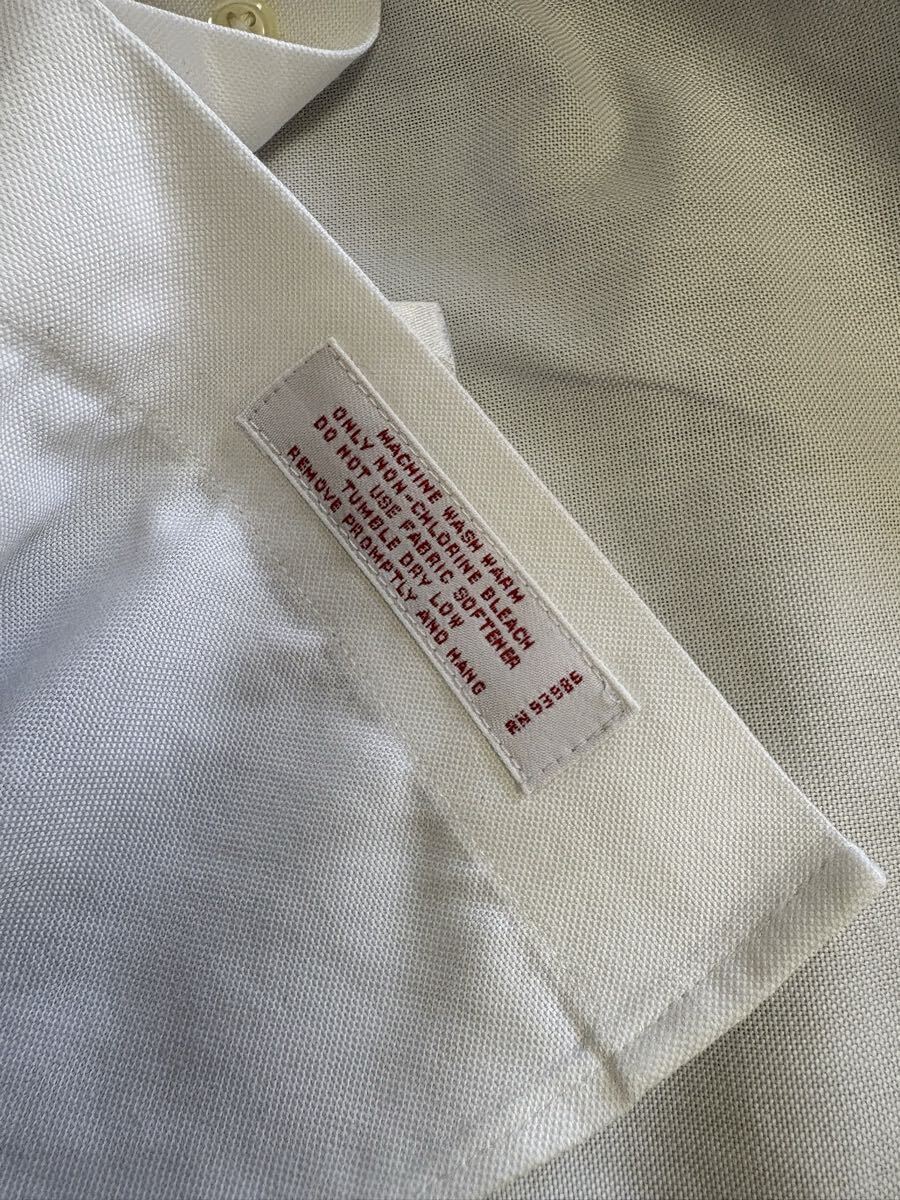 MACHINE WASH WARM
ONLY NON-CHLORINE BLEACH
DO NOT USE FABRIC SOFTENER
TUMBLE DRY LOW
REMOVE PROMPTLY AND HANG
RN 93586